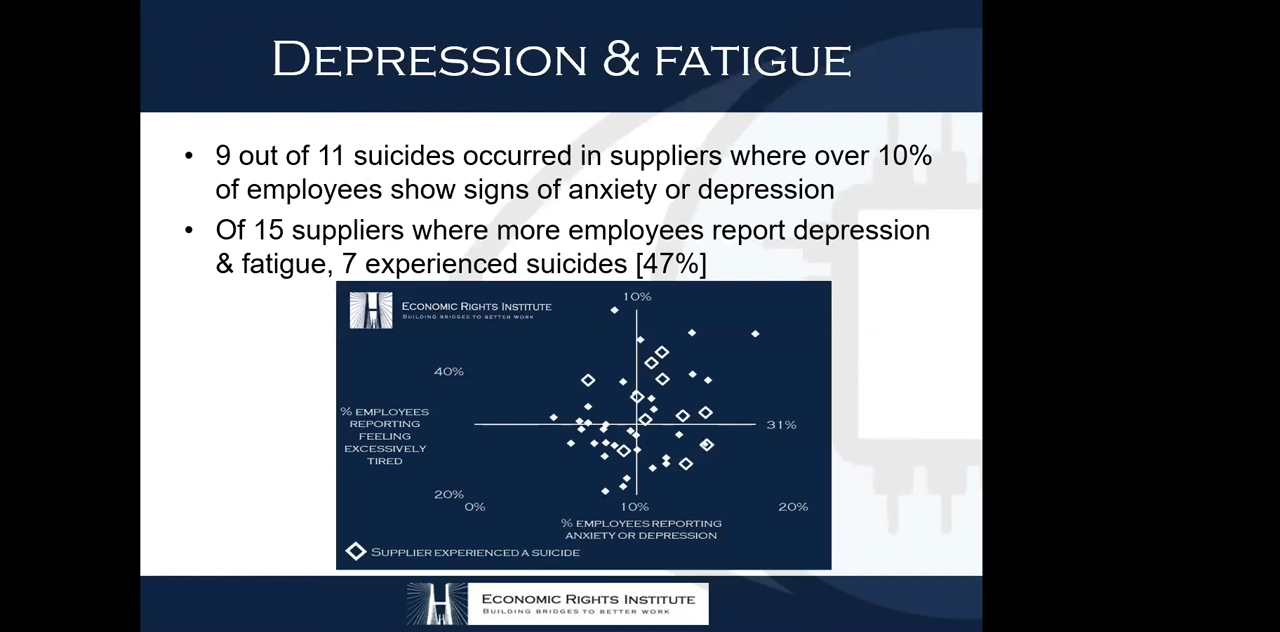 DEPRESSION & FATIGUE
• 9 out of 11 suicides occurred in suppliers where over 10%
of employees show signs of anxiety or depression
• Of 15 suppliers where more employees report depression
& fatigue, 7 experienced suicides [47%]
ECONOMIC RIGHTS INSTITUTE
BUILDING BRIDGES TO BETTER WORK
10%
40%
% EMPLOYEES
REPORTING
FEELING
EXCESSIVELY
TIRED
31%
20%
0%
10%
20%
% EMPLOYEES REPORTING
ANXIETY OR DEPRESSION
SUPPLIER EXPERIENCED A SUICIDE
ECONOMIC RIGHTS INSTITUTE
BUILDING BRIDGES TO BETTER WORK